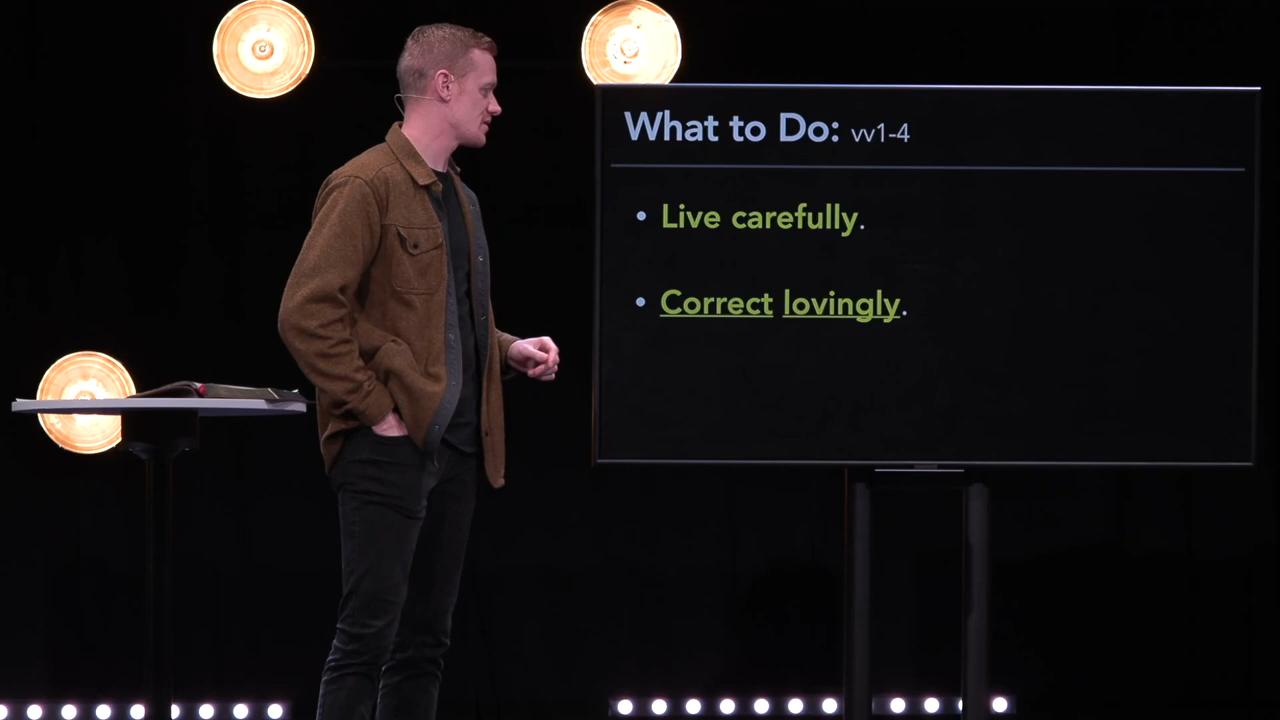 What to Do: vv1-4
• Live carefully.
• Correct lovingly.